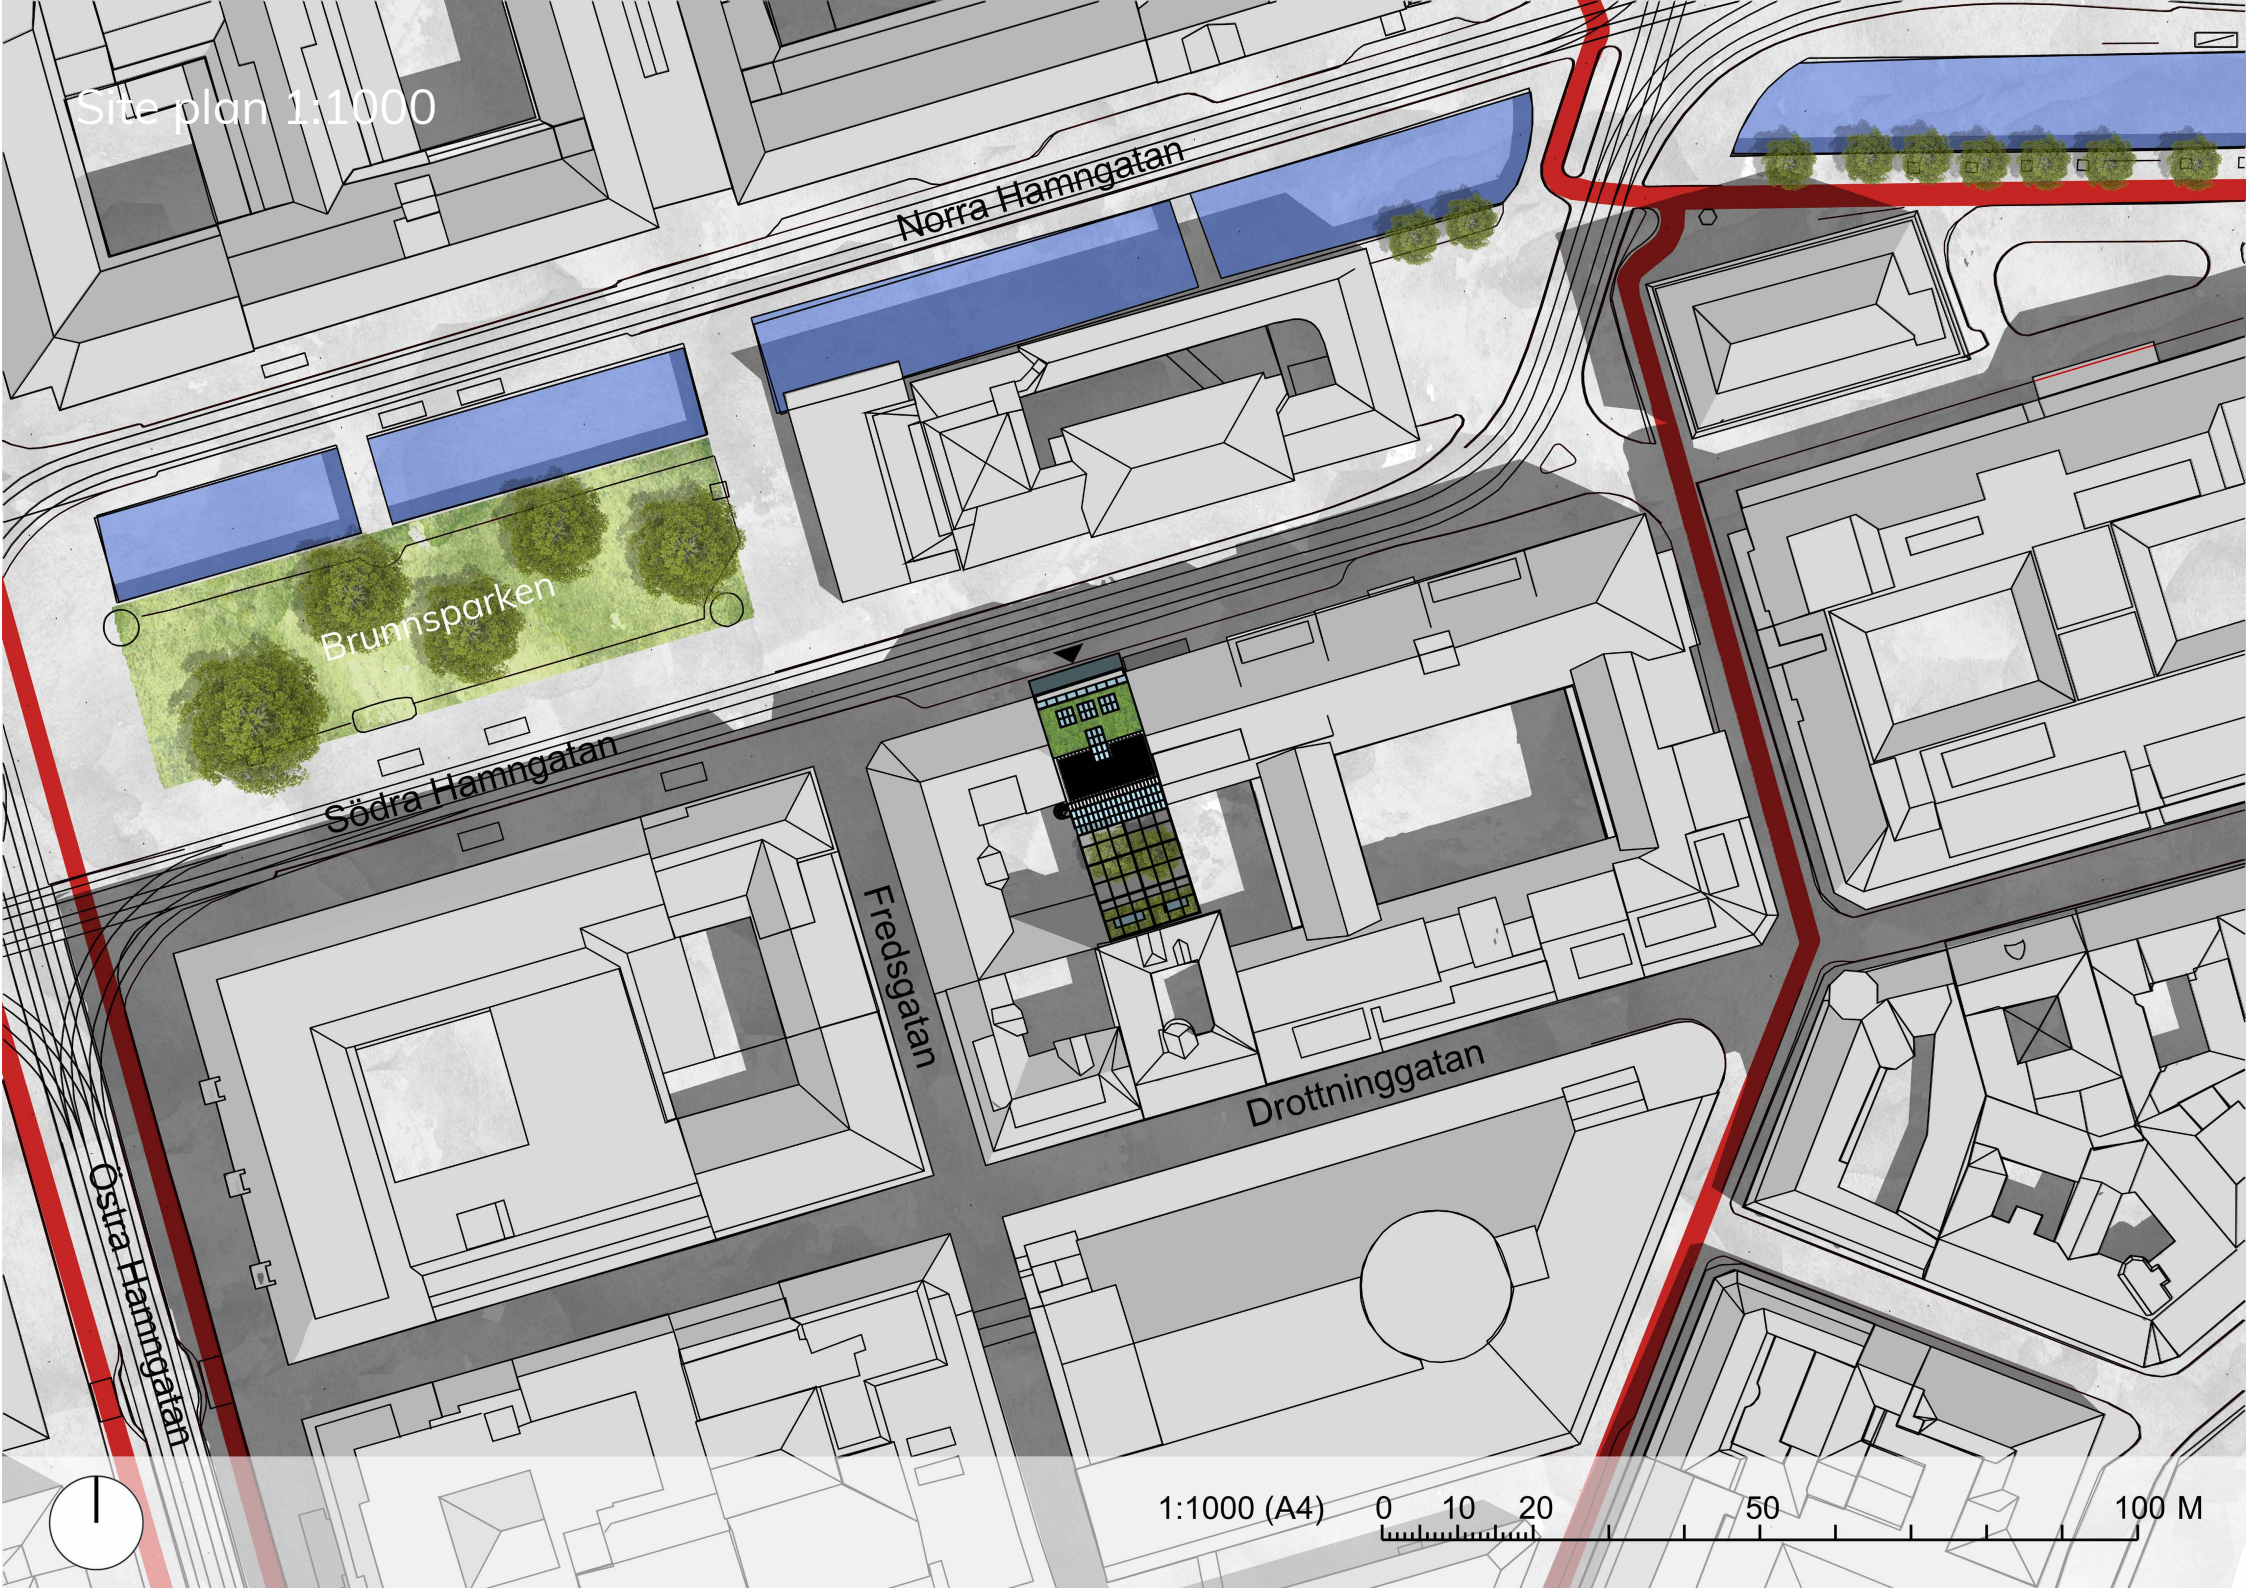 Site plan 1:1000
Norra Hamngatan
Brunnsparken
Södra Hamngatan
Fredsgatan
Drottninggatan
Östra Hamngatan
1:1000 (A4) 0 10 20 50 100 M